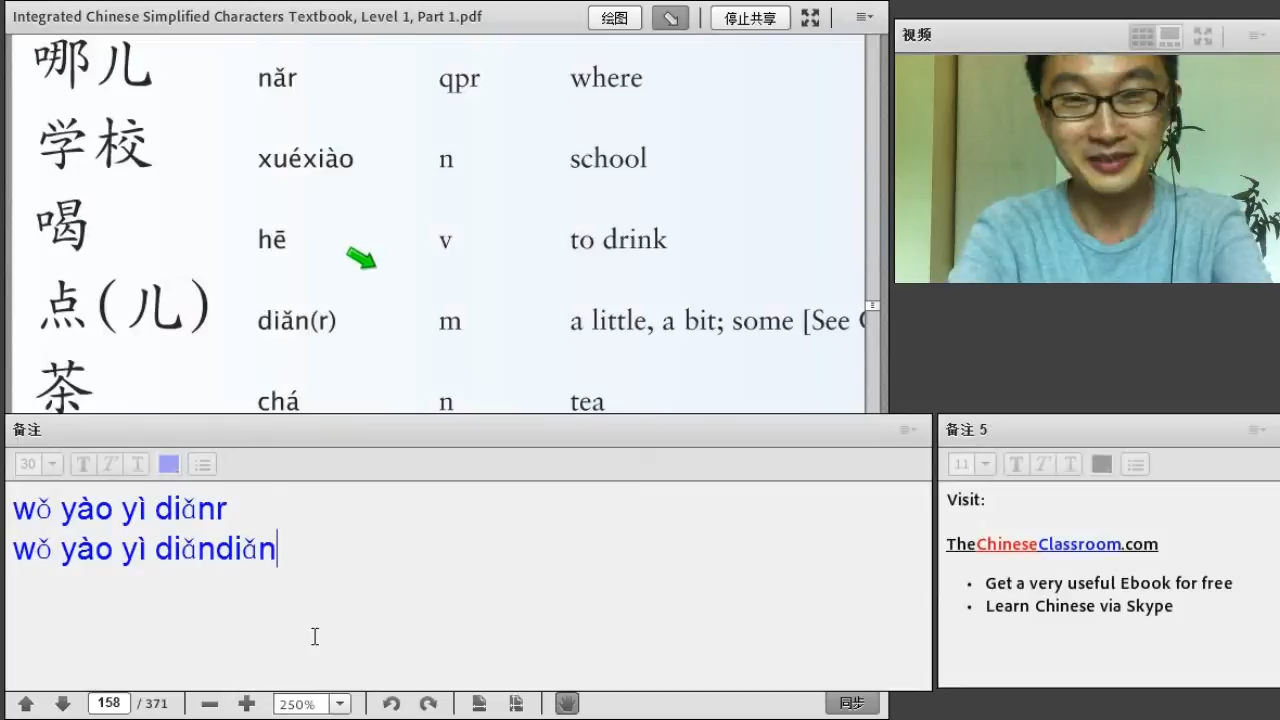 Integrated Chinese Simplified Characters Textbook, Level 1, Part 1.pdf
绘图
停止共享
哪儿 nǎr qpr where
学校 xuéxiào n school
喝 hē v to drink
点(儿) diǎn(r) m a little, a bit; some [See
茶 chá n tea
视频
备注
30 T T T
wǒ yào yì diǎnr
wǒ yào yì diǎndiǎn
158 / 371 250% 同步
备注 5
11 T T T
Visit:
TheChineseClassroom.com
• Get a very useful Ebook for free
• Learn Chinese via Skype